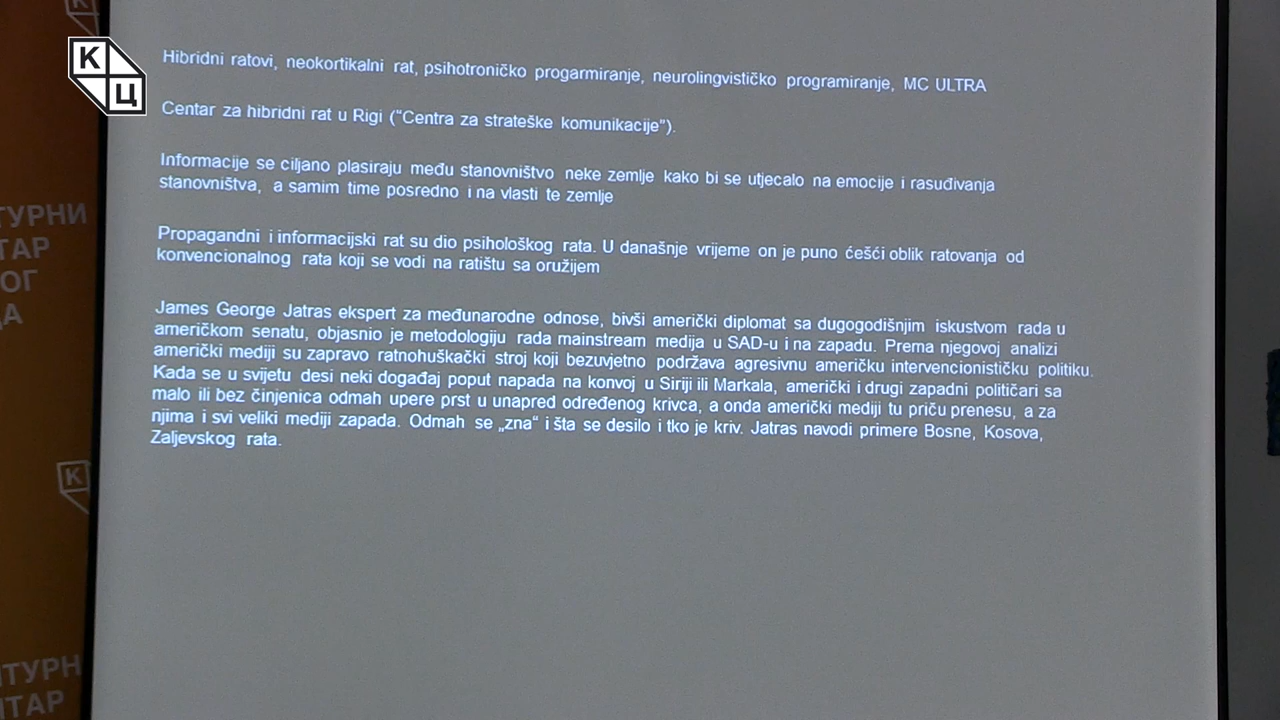 К
Ц
Hibridni ratovi, neokortikalni rat, psihotroničko progarmiranje, neurolingvističko programiranje, MC ULTRA
Centar za hibridni rat u Rigi (“Centra za strateške komunikacije”).
Informacije se ciljano plasiraju među stanovništvo neke zemlje kako bi se utjecalo na emocije i rasuđivanja
stanovništva, a samim time posredno i na vlasti te zemlje
Propagandni i informacijski rat su dio psihološkog rata. U današnje vrijeme on je puno ćešći oblik ratovanja od
konvencionalnog rata koji se vodi na ratištu sa oružijem
James George Jatras ekspert za međunarodne odnose, bivši američki diplomat sa dugogodišnjim iskustvom rada u
američkom senatu, objasnio je metodologiju rada mainstream medija u SAD-u i na zapadu. Prema njegovoj analizi
američki mediji su zapravo ratnohuškački stroj koji bezuvjetno podržava agresivnu američku intervencionističku politiku.
Kada se u svijetu desi neki događaj poput napada na konvoj u Siriji ili Markala, američki i drugi zapadni političari sa
malo ili bez činjenica odmah upere prst u unapred određenog krivca, a onda američki mediji tu priču prenesu, a za
njima i svi veliki mediji zapada. Odmah se „zna“ i šta se desilo i tko je kriv. Jatras navodi primere Bosne, Kosova,
Zaljevskog rata.
ТУРНИ
ТАР
ОГ
ДА
К
ТУРН
НТАР